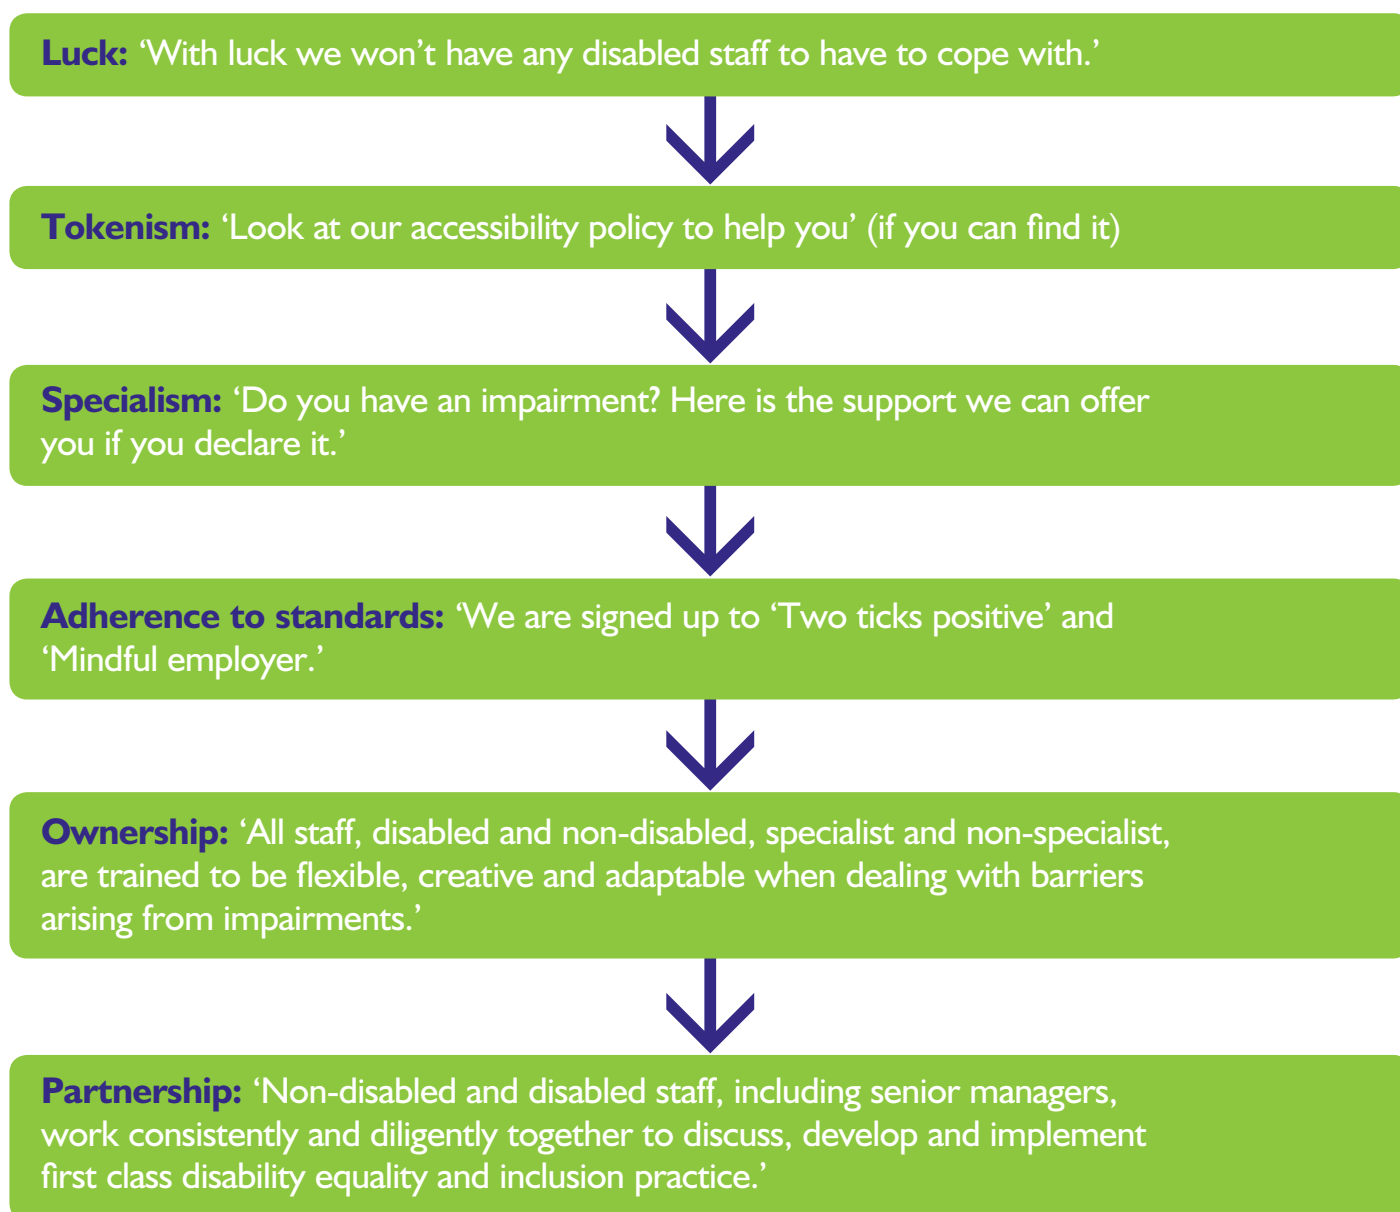 Luck: ‘With luck we won’t have any disabled staff to have to cope with.’
Tokenism: ‘Look at our accessibility policy to help you’ (if you can find it)
Specialism: ‘Do you have an impairment? Here is the support we can offer
you if you declare it.’
Adherence to standards: ‘We are signed up to ‘Two ticks positive’ and
‘Mindful employer.’
Ownership: ‘All staff, disabled and non-disabled, specialist and non-specialist,
are trained to be flexible, creative and adaptable when dealing with barriers
arising from impairments.’
Partnership: ‘Non-disabled and disabled staff, including senior managers,
work consistently and diligently together to discuss, develop and implement
first class disability equality and inclusion practice.’